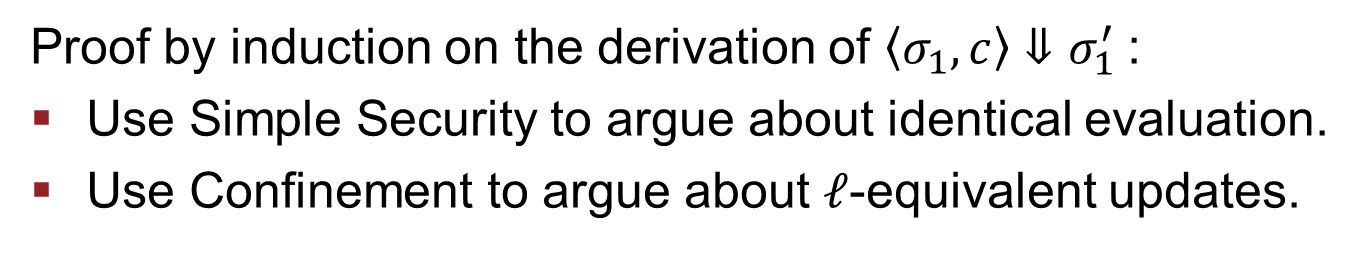 Proof by induction on the derivation of ⟨σ₁, c⟩ ⇓ σ₁′ :
▪ Use Simple Security to argue about identical evaluation.
▪ Use Confinement to argue about ℓ-equivalent updates.